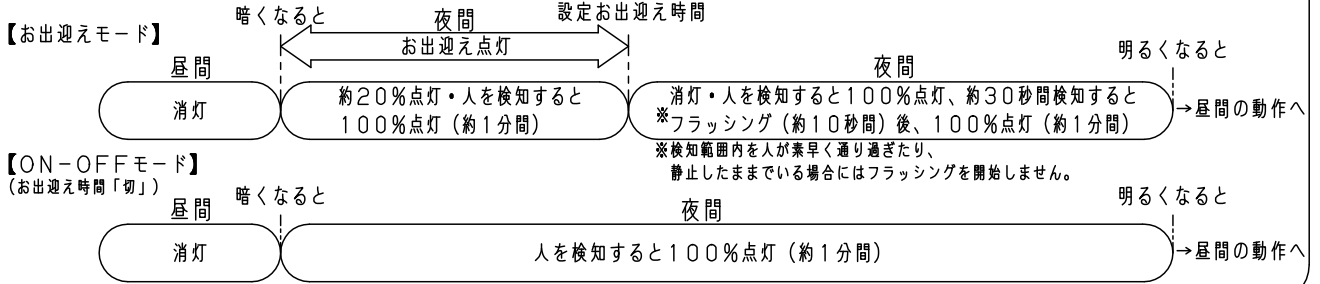 【お出迎えモード】
暗くなると
夜間
設定お出迎え時間
お出迎え点灯
昼間
夜間
明るくなると
消灯
約20%点灯・人を検知すると
100%点灯(約1分間)
消灯・人を検知すると100%点灯、約30秒間検知すると
※フラッシング(約10秒間)後、100%点灯(約1分間)
→昼間の動作へ
※検知範囲内を人が素早く通り過ぎたり、
静止したままでいる場合にはフラッシングを開始しません。
【ON-OFFモード】
(お出迎え時間「切」)
昼間
暗くなると
夜間
明るくなると
消灯
人を検知すると100%点灯(約1分間)
→昼間の動作へ